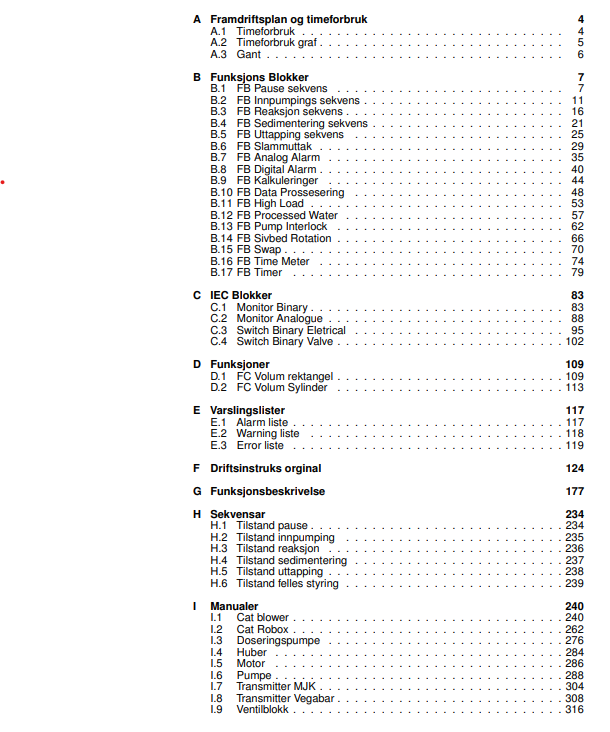 A Framdriftsplan og timeforbruk 4
A.1 Timeforbruk . . . . . . . . . . . . . . . . . . . . . . . . . . . . . . 4
A.2 Timeforbruk graf . . . . . . . . . . . . . . . . . . . . . . . . . . . . 5
A.3 Gant . . . . . . . . . . . . . . . . . . . . . . . . . . . . . . . . . . 6
B Funksjons Blokker 7
B.1 FB Pause sekvens . . . . . . . . . . . . . . . . . . . . . . . . . . . 7
B.2 FB Innpumpings sekvens . . . . . . . . . . . . . . . . . . . . . . . 11
B.3 FB Reaksjon sekvens . . . . . . . . . . . . . . . . . . . . . . . . . 16
B.4 FB Sedimentering sekvens . . . . . . . . . . . . . . . . . . . . . . 21
B.5 FB Uttapping sekvens . . . . . . . . . . . . . . . . . . . . . . . . . 25
B.6 FB Slammuttak . . . . . . . . . . . . . . . . . . . . . . . . . . . . 29
B.7 FB Analog Alarm . . . . . . . . . . . . . . . . . . . . . . . . . . . 35
B.8 FB Digital Alarm . . . . . . . . . . . . . . . . . . . . . . . . . . . . 40
B.9 FB Kalkuleringer . . . . . . . . . . . . . . . . . . . . . . . . . . . 44
B.10 FB Data Prossesering . . . . . . . . . . . . . . . . . . . . . . . . 48
B.11 FB High Load . . . . . . . . . . . . . . . . . . . . . . . . . . . . . 53
B.12 FB Processed Water . . . . . . . . . . . . . . . . . . . . . . . . . 57
B.13 FB Pump Interlock . . . . . . . . . . . . . . . . . . . . . . . . . . 62
B.14 FB Sivbed Rotation . . . . . . . . . . . . . . . . . . . . . . . . . . 66
B.15 FB Swap . . . . . . . . . . . . . . . . . . . . . . . . . . . . . . . . 70
B.16 FB Time Meter . . . . . . . . . . . . . . . . . . . . . . . . . . . . 74
B.17 FB Timer . . . . . . . . . . . . . . . . . . . . . . . . . . . . . . . 79
C IEC Blokker 83
C.1 Monitor Binary . . . . . . . . . . . . . . . . . . . . . . . . . . . . . 83
C.2 Monitor Analogue . . . . . . . . . . . . . . . . . . . . . . . . . . . 88
C.3 Switch Binary Eletrical . . . . . . . . . . . . . . . . . . . . . . . . 95
C.4 Switch Binary Valve . . . . . . . . . . . . . . . . . . . . . . . . . . 102
D Funksjoner 109
D.1 FC Volum rektangel . . . . . . . . . . . . . . . . . . . . . . . . . . 109
D.2 FC Volum Sylinder . . . . . . . . . . . . . . . . . . . . . . . . . . 113
E Varslingslister 117
E.1 Alarm liste . . . . . . . . . . . . . . . . . . . . . . . . . . . . . . . 117
E.2 Warning liste . . . . . . . . . . . . . . . . . . . . . . . . . . . . . 118
E.3 Error liste . . . . . . . . . . . . . . . . . . . . . . . . . . . . . . . 119
F Driftsinstruks orginal 124
G Funksjonsbeskrivelse 177
H Sekvensar 234
H.1 Tilstand pause . . . . . . . . . . . . . . . . . . . . . . . . . . . . . 234
H.2 Tilstand innpumping . . . . . . . . . . . . . . . . . . . . . . . . . 235
H.3 Tilstand reaksjon . . . . . . . . . . . . . . . . . . . . . . . . . . . 236
H.4 Tilstand sedimentering . . . . . . . . . . . . . . . . . . . . . . . . 237
H.5 Tilstand uttapping . . . . . . . . . . . . . . . . . . . . . . . . . . . 238
H.6 Tilstand felles styring . . . . . . . . . . . . . . . . . . . . . . . . . 239
I Manualer 240
I.1 Cat blower . . . . . . . . . . . . . . . . . . . . . . . . . . . . . . . 240
I.2 Cat Robox . . . . . . . . . . . . . . . . . . . . . . . . . . . . . . . 262
I.3 Doseringspumpe . . . . . . . . . . . . . . . . . . . . . . . . . . . 276
I.4 Huber . . . . . . . . . . . . . . . . . . . . . . . . . . . . . . . . . 284
I.5 Motor . . . . . . . . . . . . . . . . . . . . . . . . . . . . . . . . . 286
I.6 Pumpe . . . . . . . . . . . . . . . . . . . . . . . . . . . . . . . . . 288
I.7 Transmitter MJK . . . . . . . . . . . . . . . . . . . . . . . . . . . . 304
I.8 Transmitter Vegabar . . . . . . . . . . . . . . . . . . . . . . . . . 308
I.9 Ventilblokk . . . . . . . . . . . . . . . . . . . . . . . . . . . . . . . 316